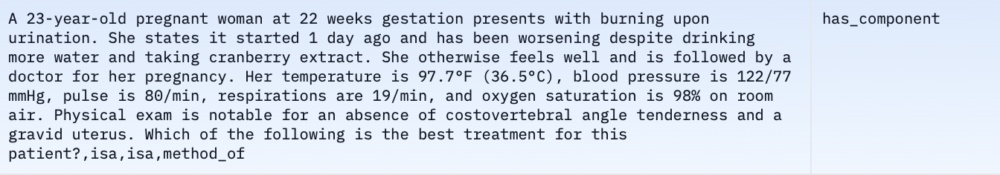 A 23-year-old pregnant woman at 22 weeks gestation presents with burning upon
urination. She states it started 1 day ago and has been worsening despite drinking
more water and taking cranberry extract. She otherwise feels well and is followed by a
doctor for her pregnancy. Her temperature is 97.7°F (36.5°C), blood pressure is 122/77
mmHg, pulse is 80/min, respirations are 19/min, and oxygen saturation is 98% on room
air. Physical exam is notable for an absence of costovertebral angle tenderness and a
gravid uterus. Which of the following is the best treatment for this
patient?,isa,isa,method_of
has_component